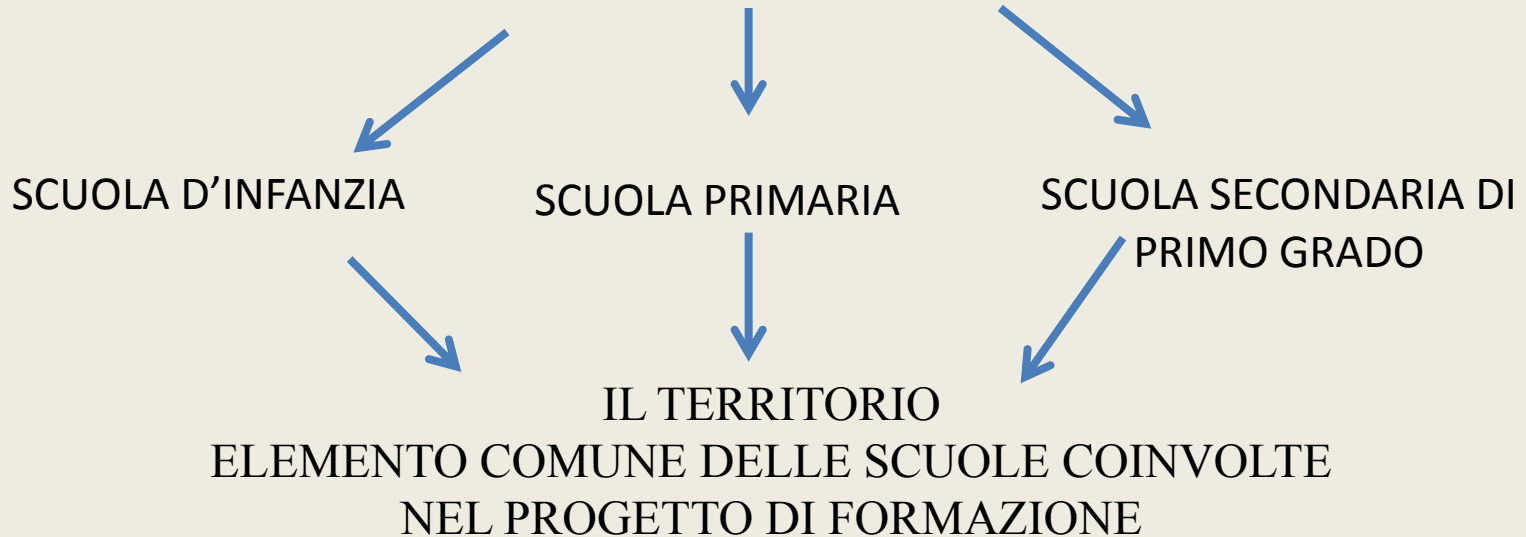 SCUOLA D’INFANZIA
SCUOLA PRIMARIA
SCUOLA SECONDARIA DI
PRIMO GRADO
IL TERRITORIO
ELEMENTO COMUNE DELLE SCUOLE COINVOLTE
NEL PROGETTO DI FORMAZIONE